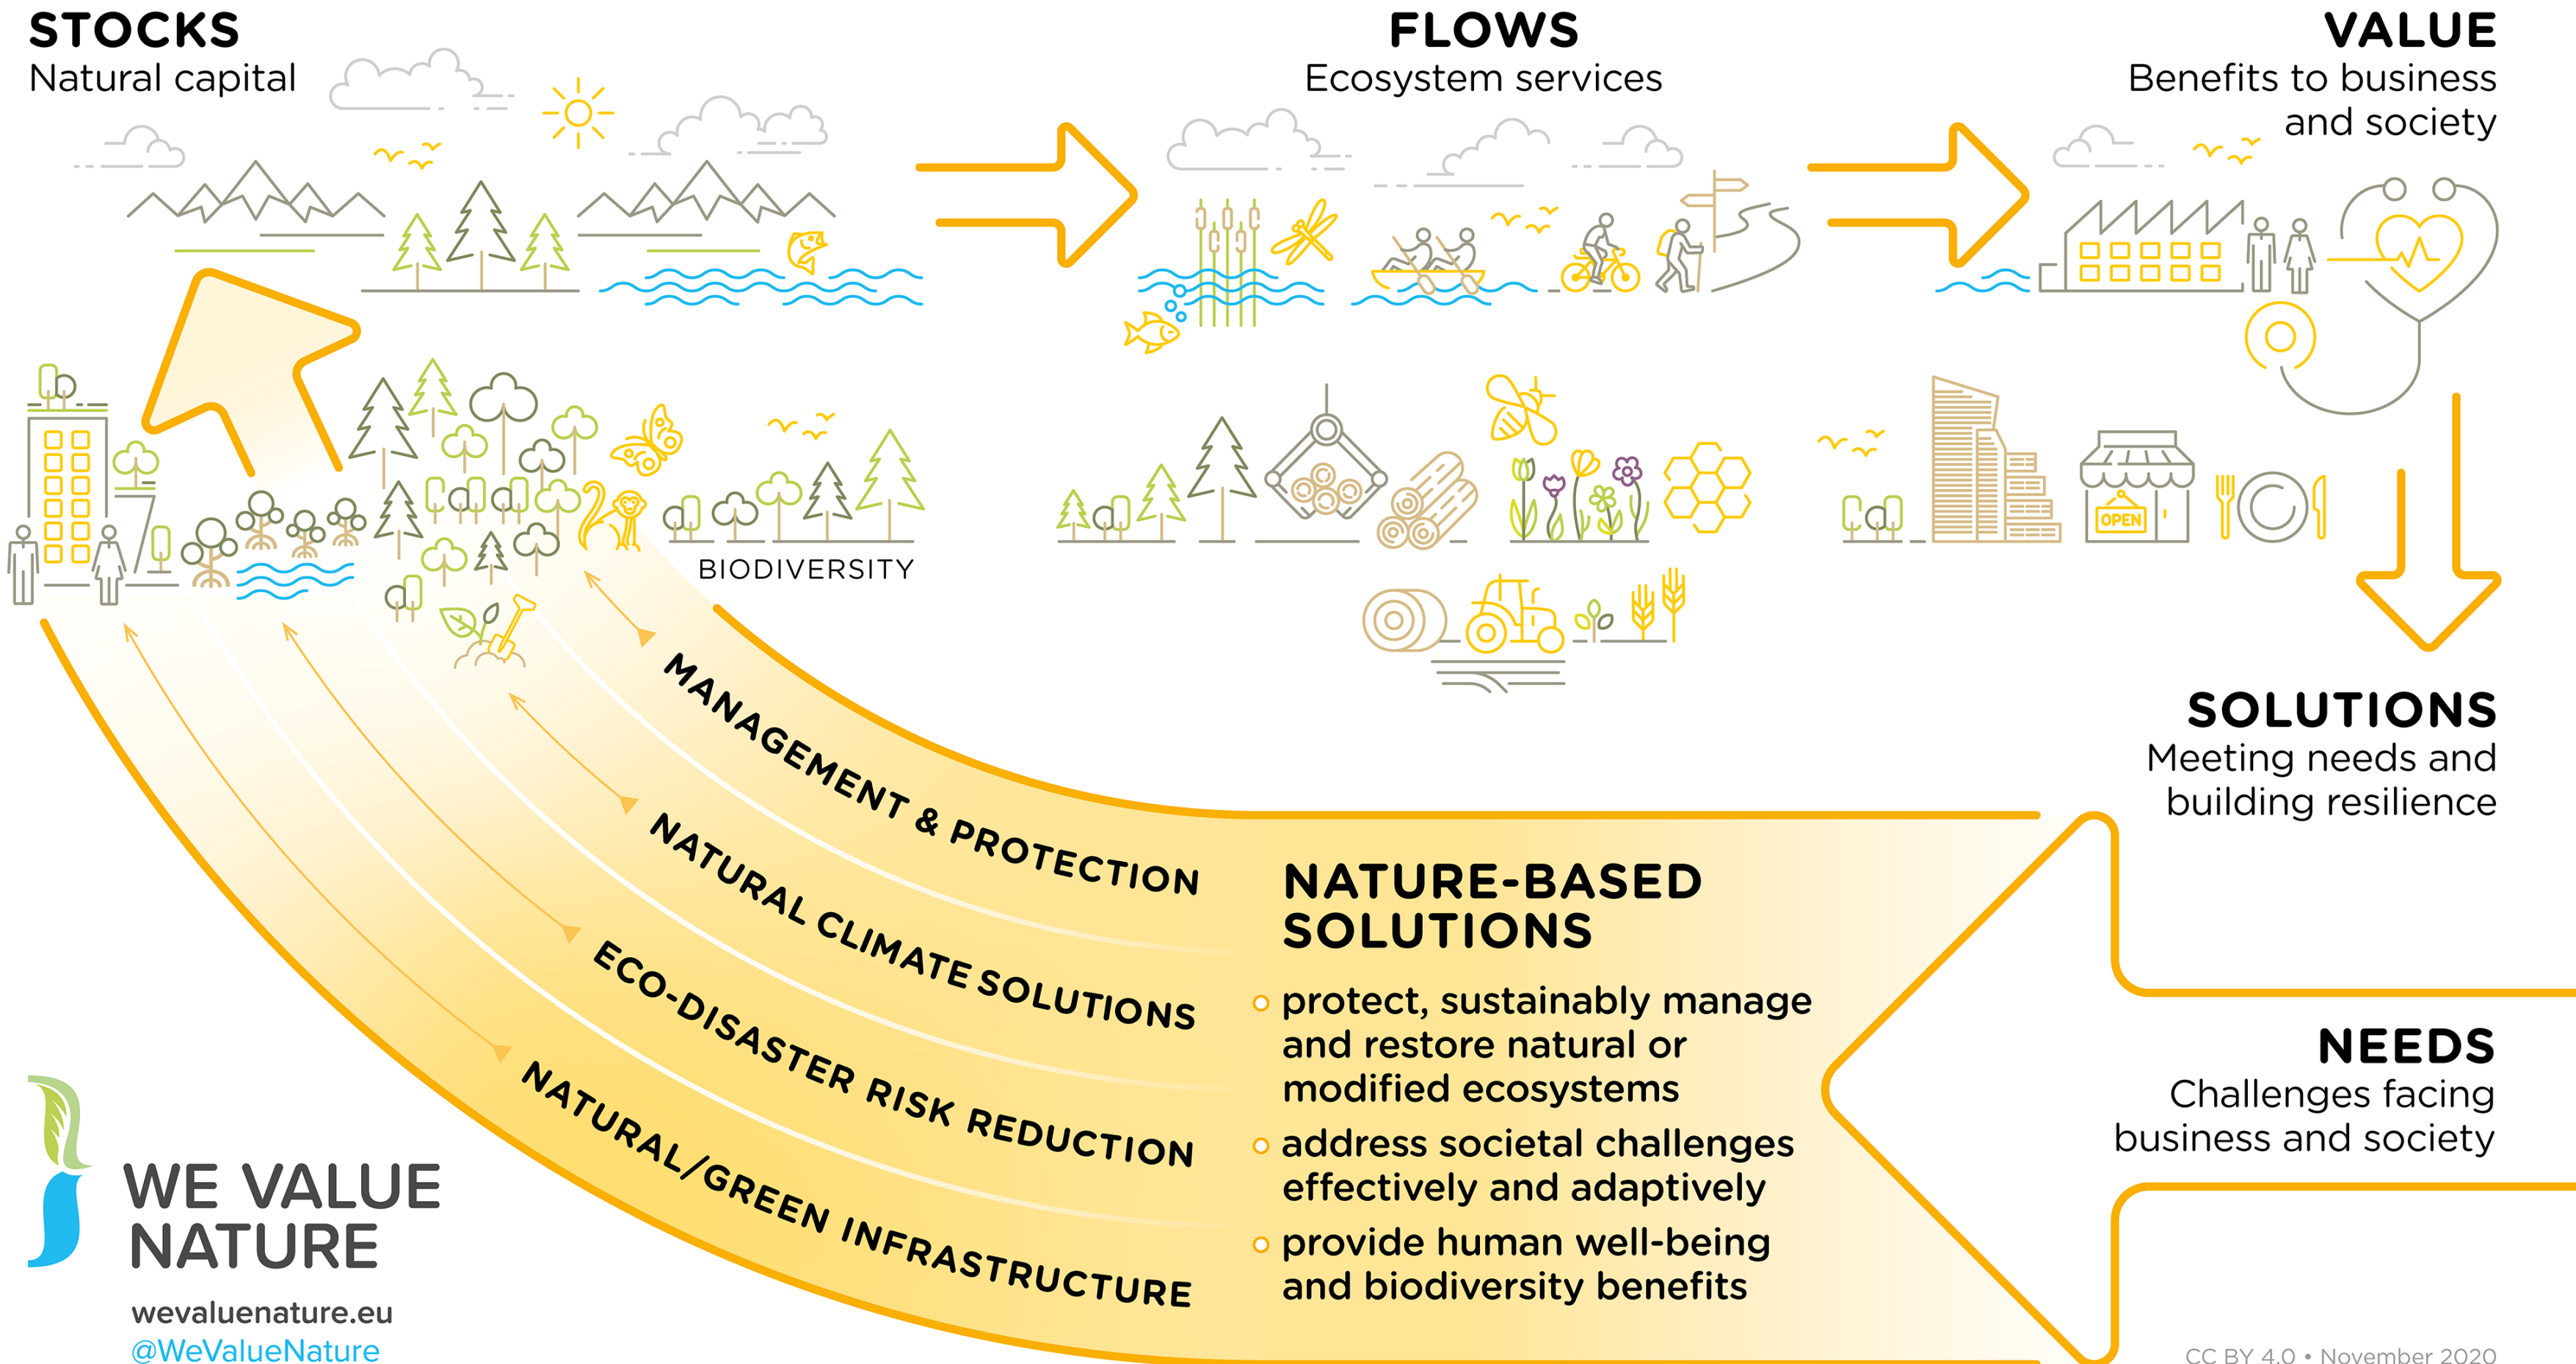 STOCKS
Natural capital
FLOWS
Ecosystem services
VALUE
Benefits to business
and society
BIODIVERSITY
OPEN
SOLUTIONS
Meeting needs and
building resilience
MANAGEMENT & PROTECTION
NATURAL CLIMATE SOLUTIONS
ECO-DISASTER RISK REDUCTION
NATURAL/GREEN INFRASTRUCTURE
NATURE-BASED
SOLUTIONS
protect, sustainably manage
and restore natural or
modified ecosystems
address societal challenges
effectively and adaptively
provide human well-being
and biodiversity benefits
NEEDS
Challenges facing
business and society
WE VALUE
NATURE
wevaluenature.eu
@WeValueNature
CC BY 4.0 • November 2020